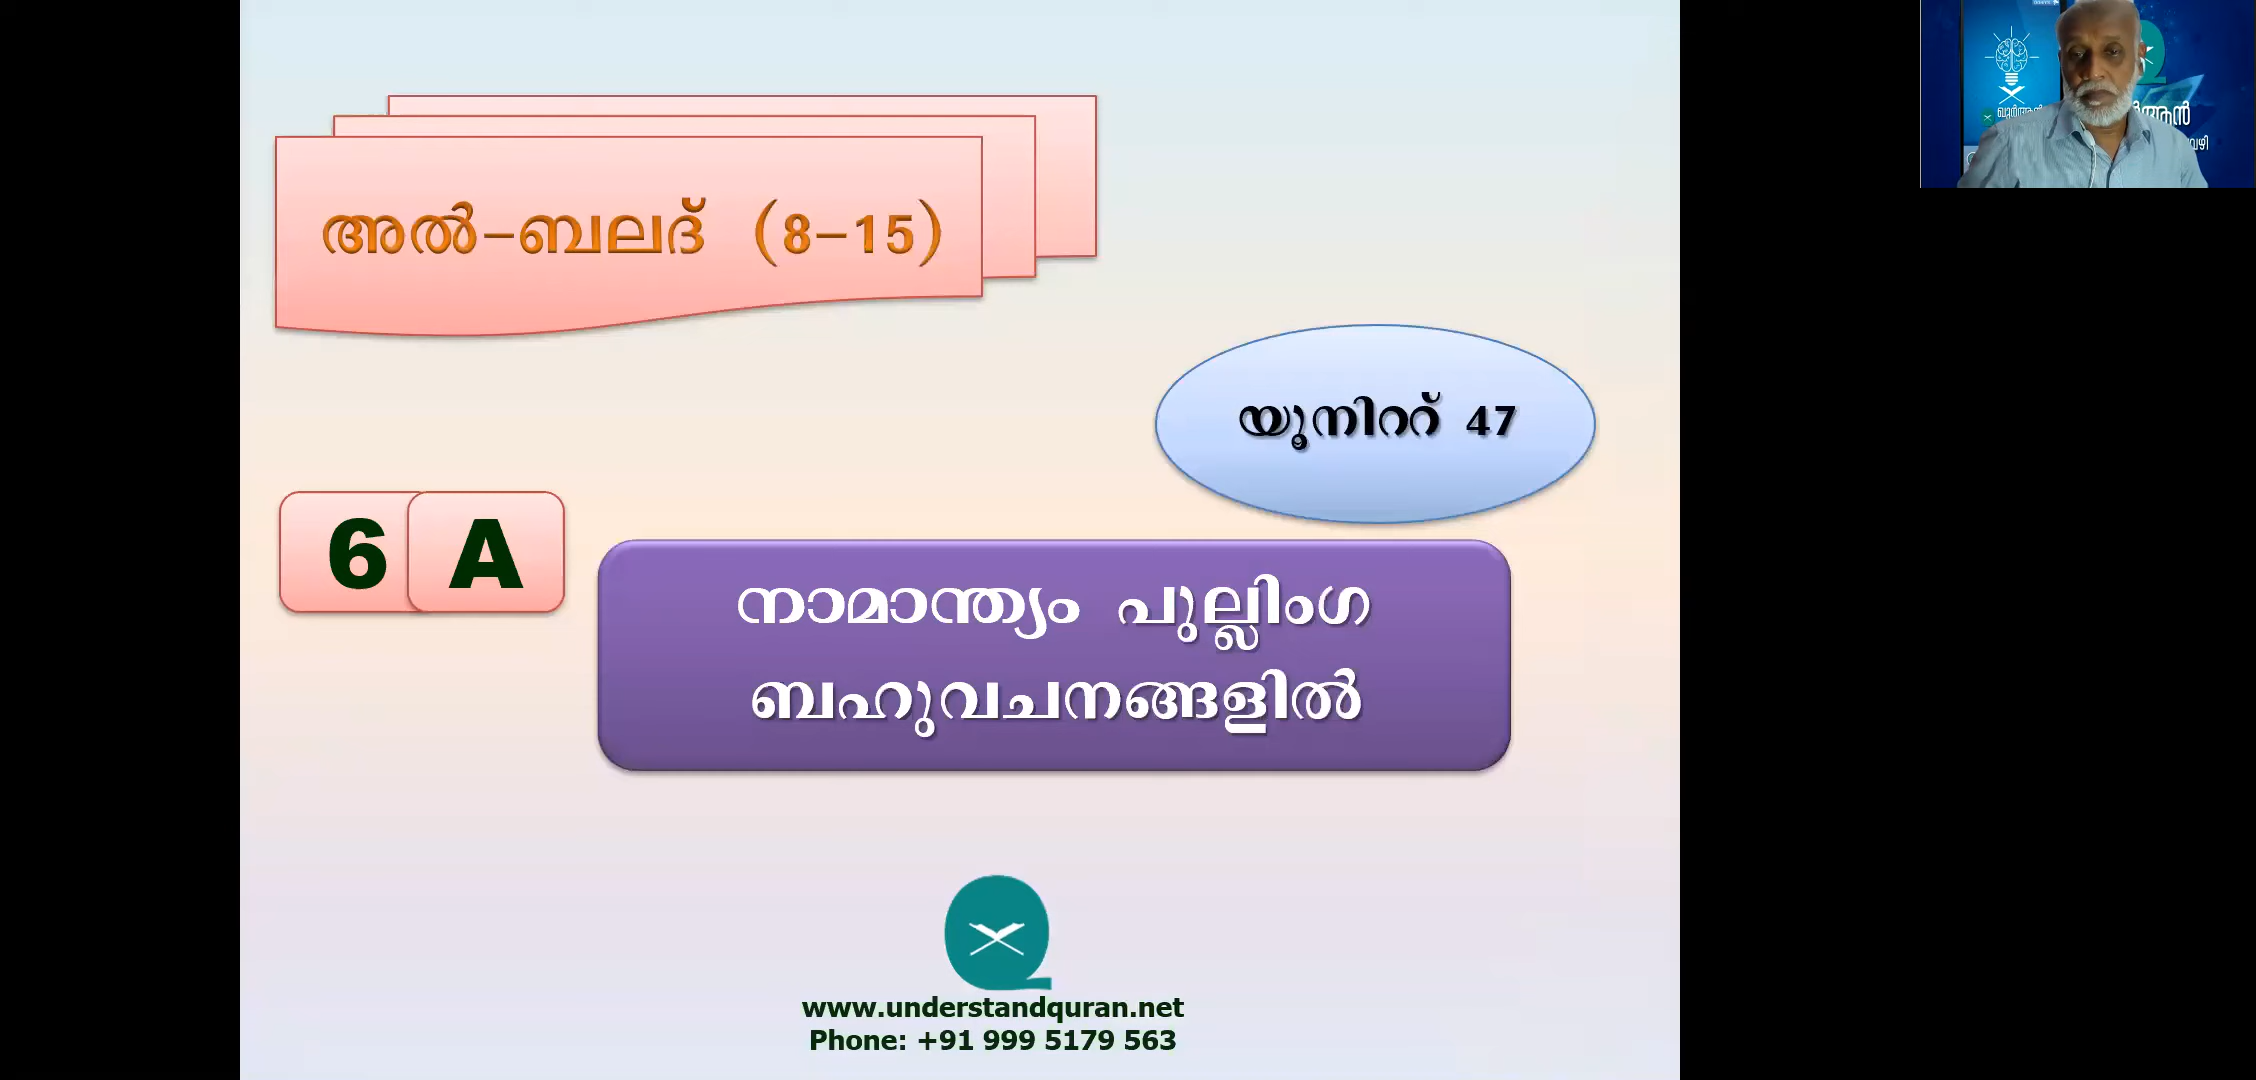 അൽ-ബലദ് (8-15)
യൂനിററ് 47
6 A
നാമാന്ത്യം പുല്ലിംഗ
ബഹുവചനങ്ങളിൽ
www.understandquran.net
Phone: +91 999 5179 563